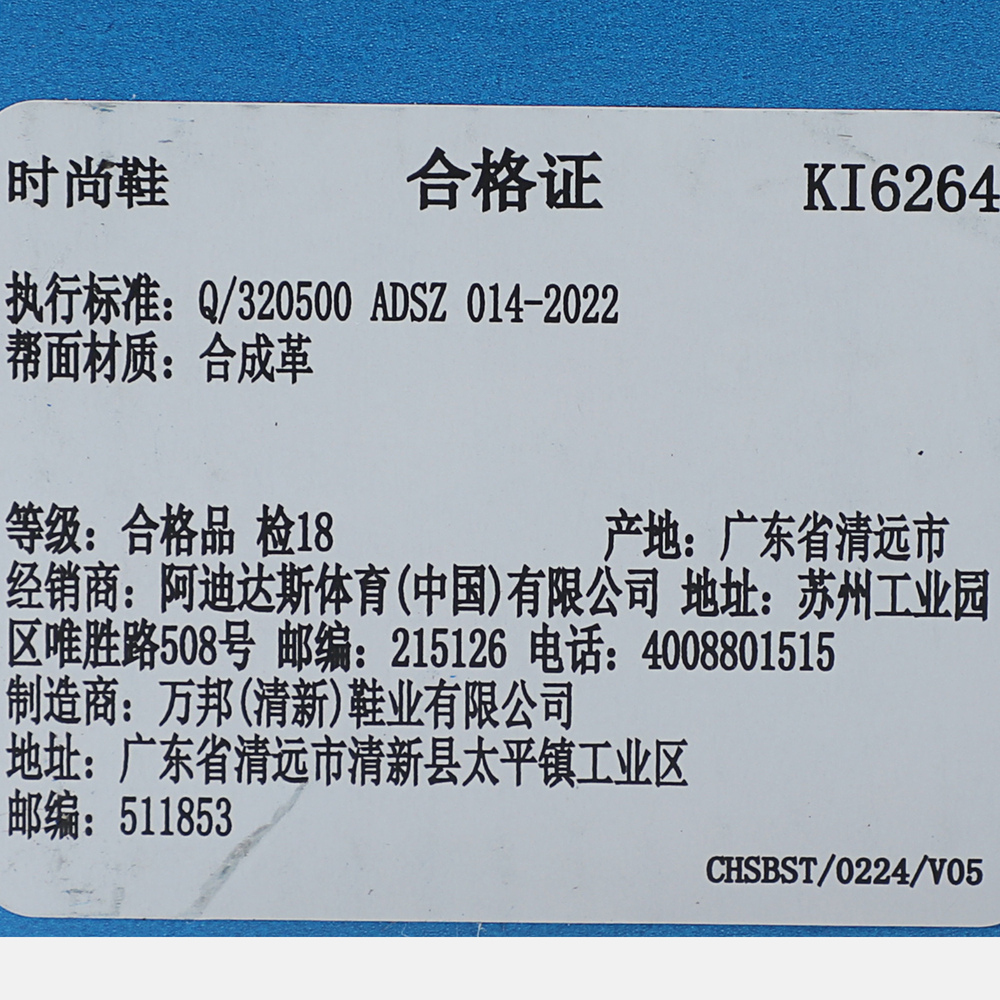 时尚鞋 合格证 KI6264
执行标准：Q/320500 ADSZ 014-2022
帮面材质：合成革
等级：合格品 检18 产地：广东省清远市
经销商：阿迪达斯体育(中国)有限公司 地址：苏州工业园
区唯胜路508号 邮编：215126 电话：4008801515
制造商：万邦(清新)鞋业有限公司
地址：广东省清远市清新县太平镇工业区
邮编：511853
CHSBST/0224/V05